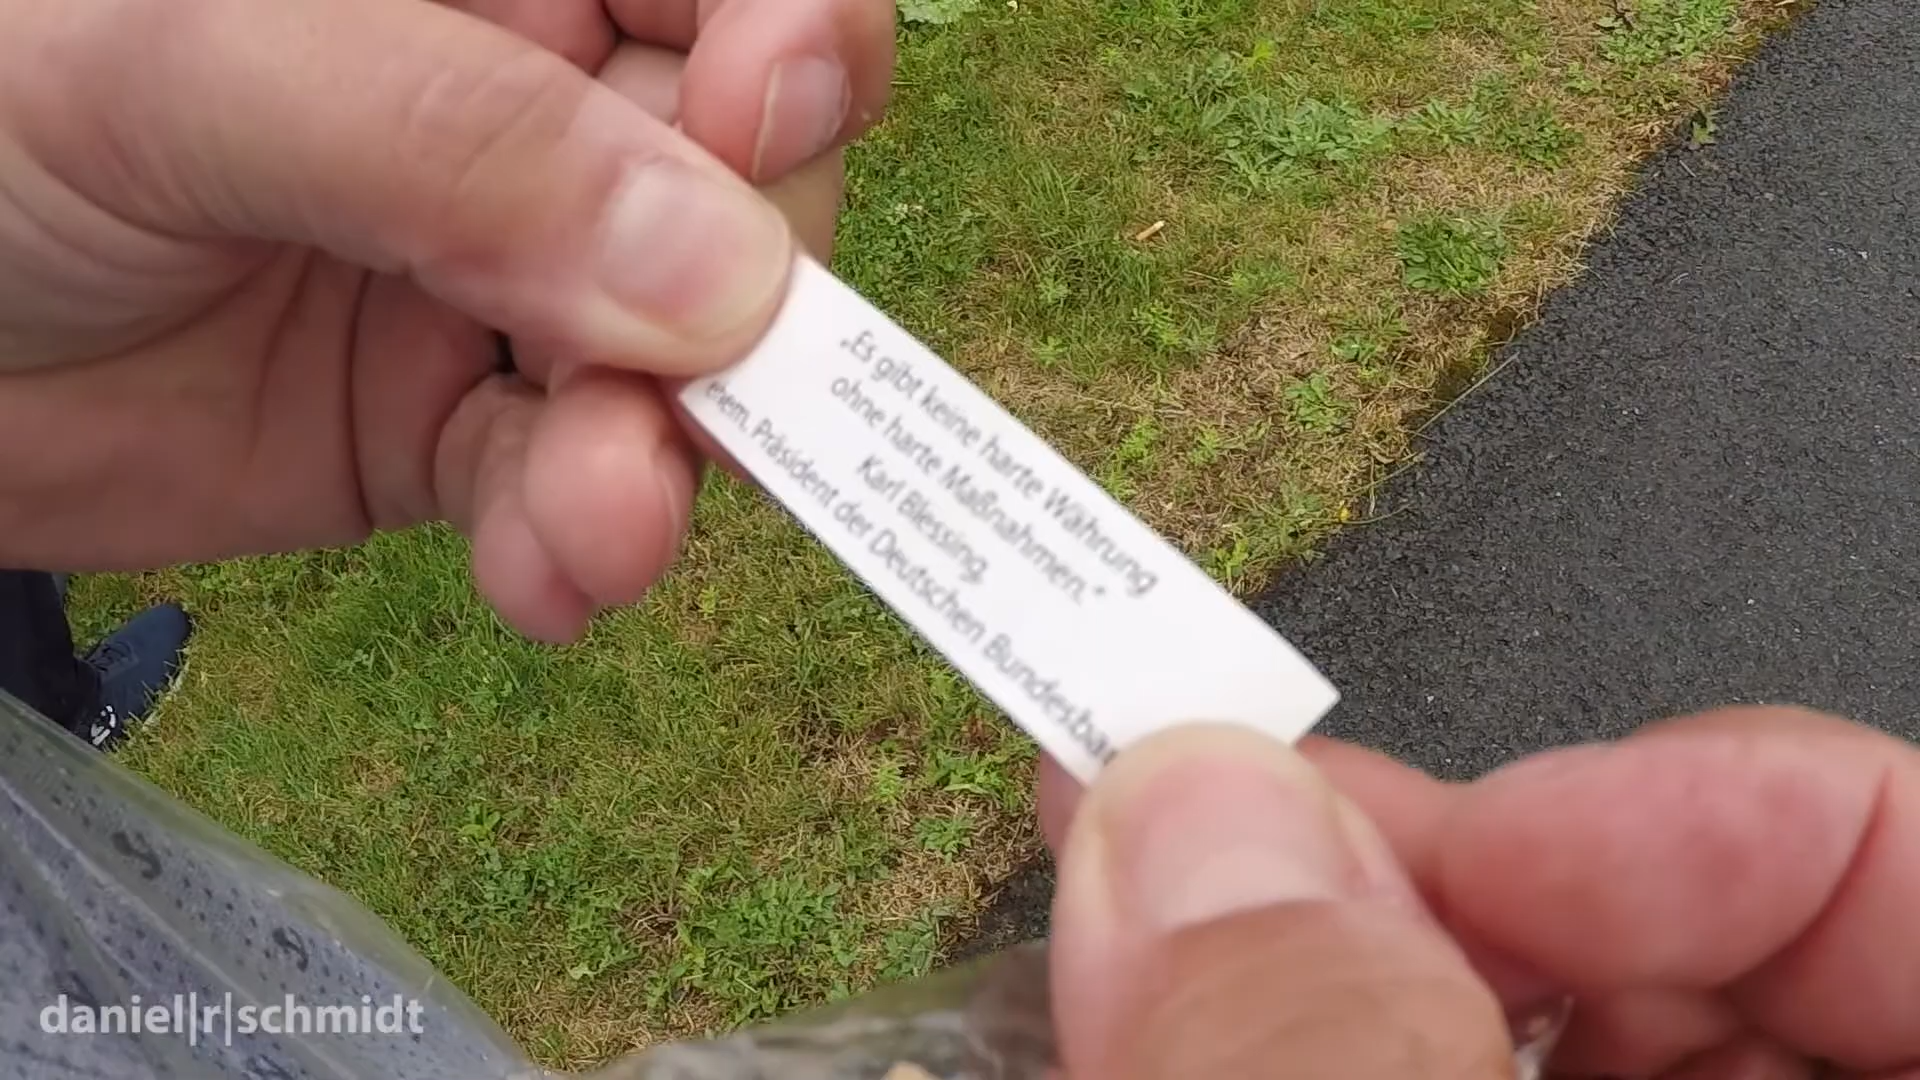 „Es gibt keine harte Währung
ohne harte Maßnahmen.“
Karl Blessing,
ehem. Präsident der Deutschen Bundesba
daniel|r|schmidt